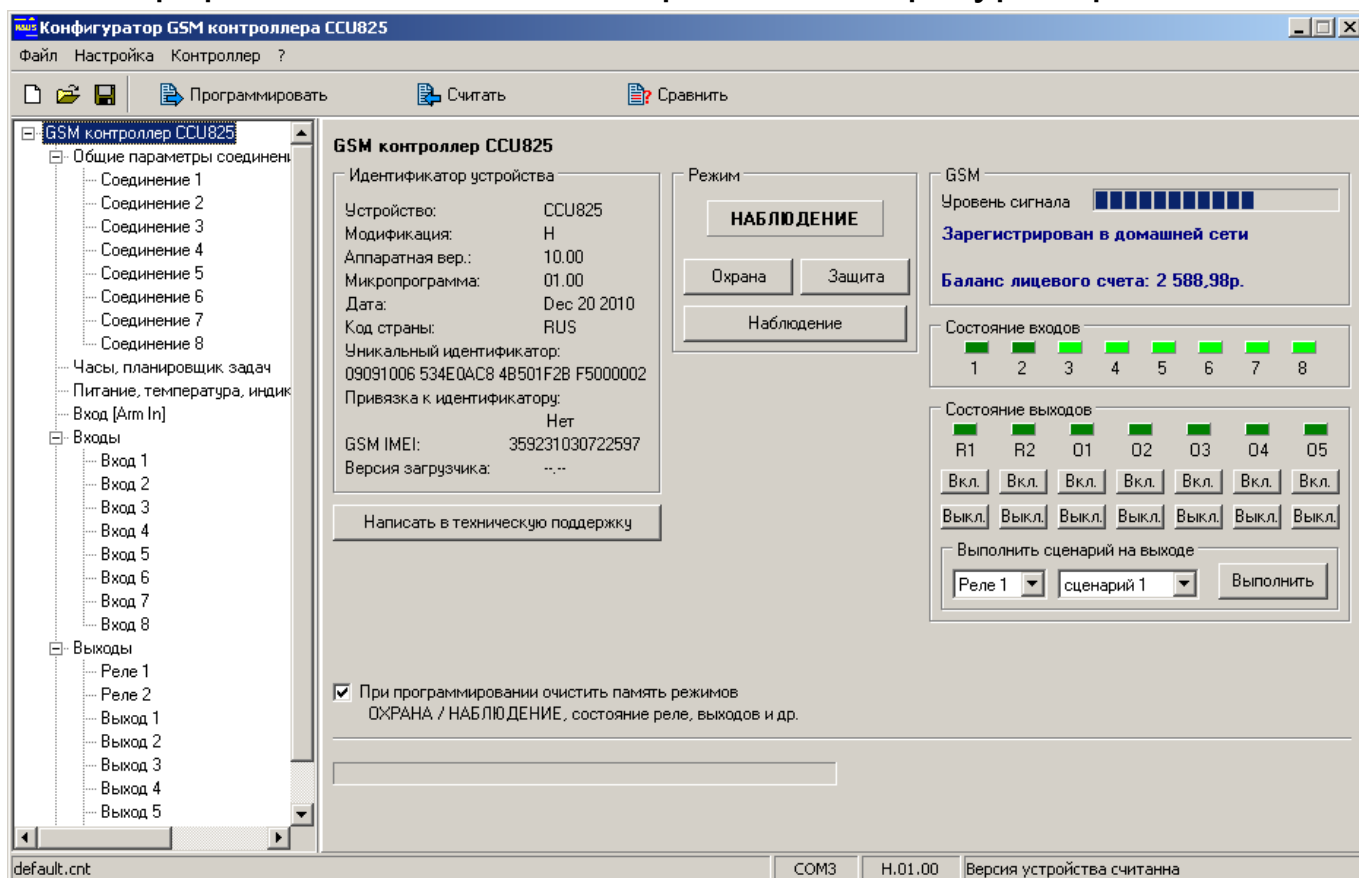 Конфигуратор GSM контроллера CCU825
Файл Настройка Контроллер ?
Программировать Считать Сравнить
GSM контроллер CCU825
Общие параметры соединени
Соединение 1
Соединение 2
Соединение 3
Соединение 4
Соединение 5
Соединение 6
Соединение 7
Соединение 8
Часы, планировщик задач
Питание, температура, индик
Вход [Arm In]
Входы
Вход 1
Вход 2
Вход 3
Вход 4
Вход 5
Вход 6
Вход 7
Вход 8
Выходы
Реле 1
Реле 2
Выход 1
Выход 2
Выход 3
Выход 4
Выход 5
GSM контроллер CCU825
Идентификатор устройства
Устройство: CCU825
Модификация: H
Аппаратная вер.: 10.00
Микропрограмма: 01.00
Дата: Dec 20 2010
Код страны: RUS
Уникальный идентификатор:
09091006 534E0AC8 4B501F2B F5000002
Привязка к идентификатору:
Нет
GSM IMEI: 359231030722597
Версия загрузчика: --.--
Написать в техническую поддержку
Режим
НАБЛЮДЕНИЕ
Охрана Защита
Наблюдение
GSM
Уровень сигнала
Зарегистрирован в домашней сети
Баланс лицевого счета: 2 588,98р.
Состояние входов
1 2 3 4 5 6 7 8
Состояние выходов
R1 R2 O1 O2 O3 O4 O5
Вкл. Вкл. Вкл. Вкл. Вкл. Вкл. Вкл.
Выкл. Выкл. Выкл. Выкл. Выкл. Выкл. Выкл.
Выполнить сценарий на выходе
Реле 1 сценарий 1 Выполнить
При программировании очистить память режимов
ОХРАНА / НАБЛЮДЕНИЕ, состояние реле, выходов и др.
default.cnt COM3 H.01.00 Версия устройства считанна